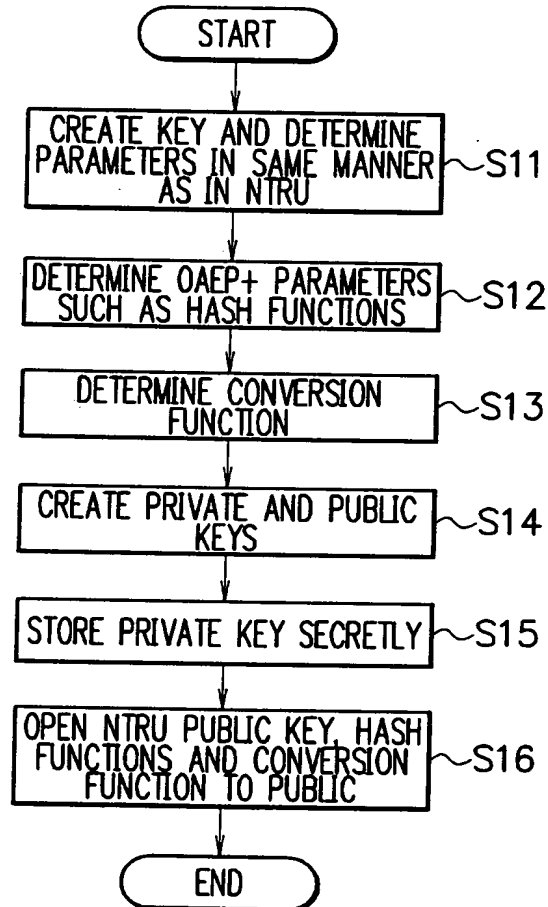 START
CREATE KEY AND DETERMINE
PARAMETERS IN SAME MANNER
AS IN NTRU
S11
DETERMINE OAEP+ PARAMETERS
SUCH AS HASH FUNCTIONS
S12
DETERMINE CONVERSION
FUNCTION
S13
CREATE PRIVATE AND PUBLIC
KEYS
S14
STORE PRIVATE KEY SECRETLY
S15
OPEN NTRU PUBLIC KEY, HASH
FUNCTIONS AND CONVERSION
FUNCTION TO PUBLIC
S16
END